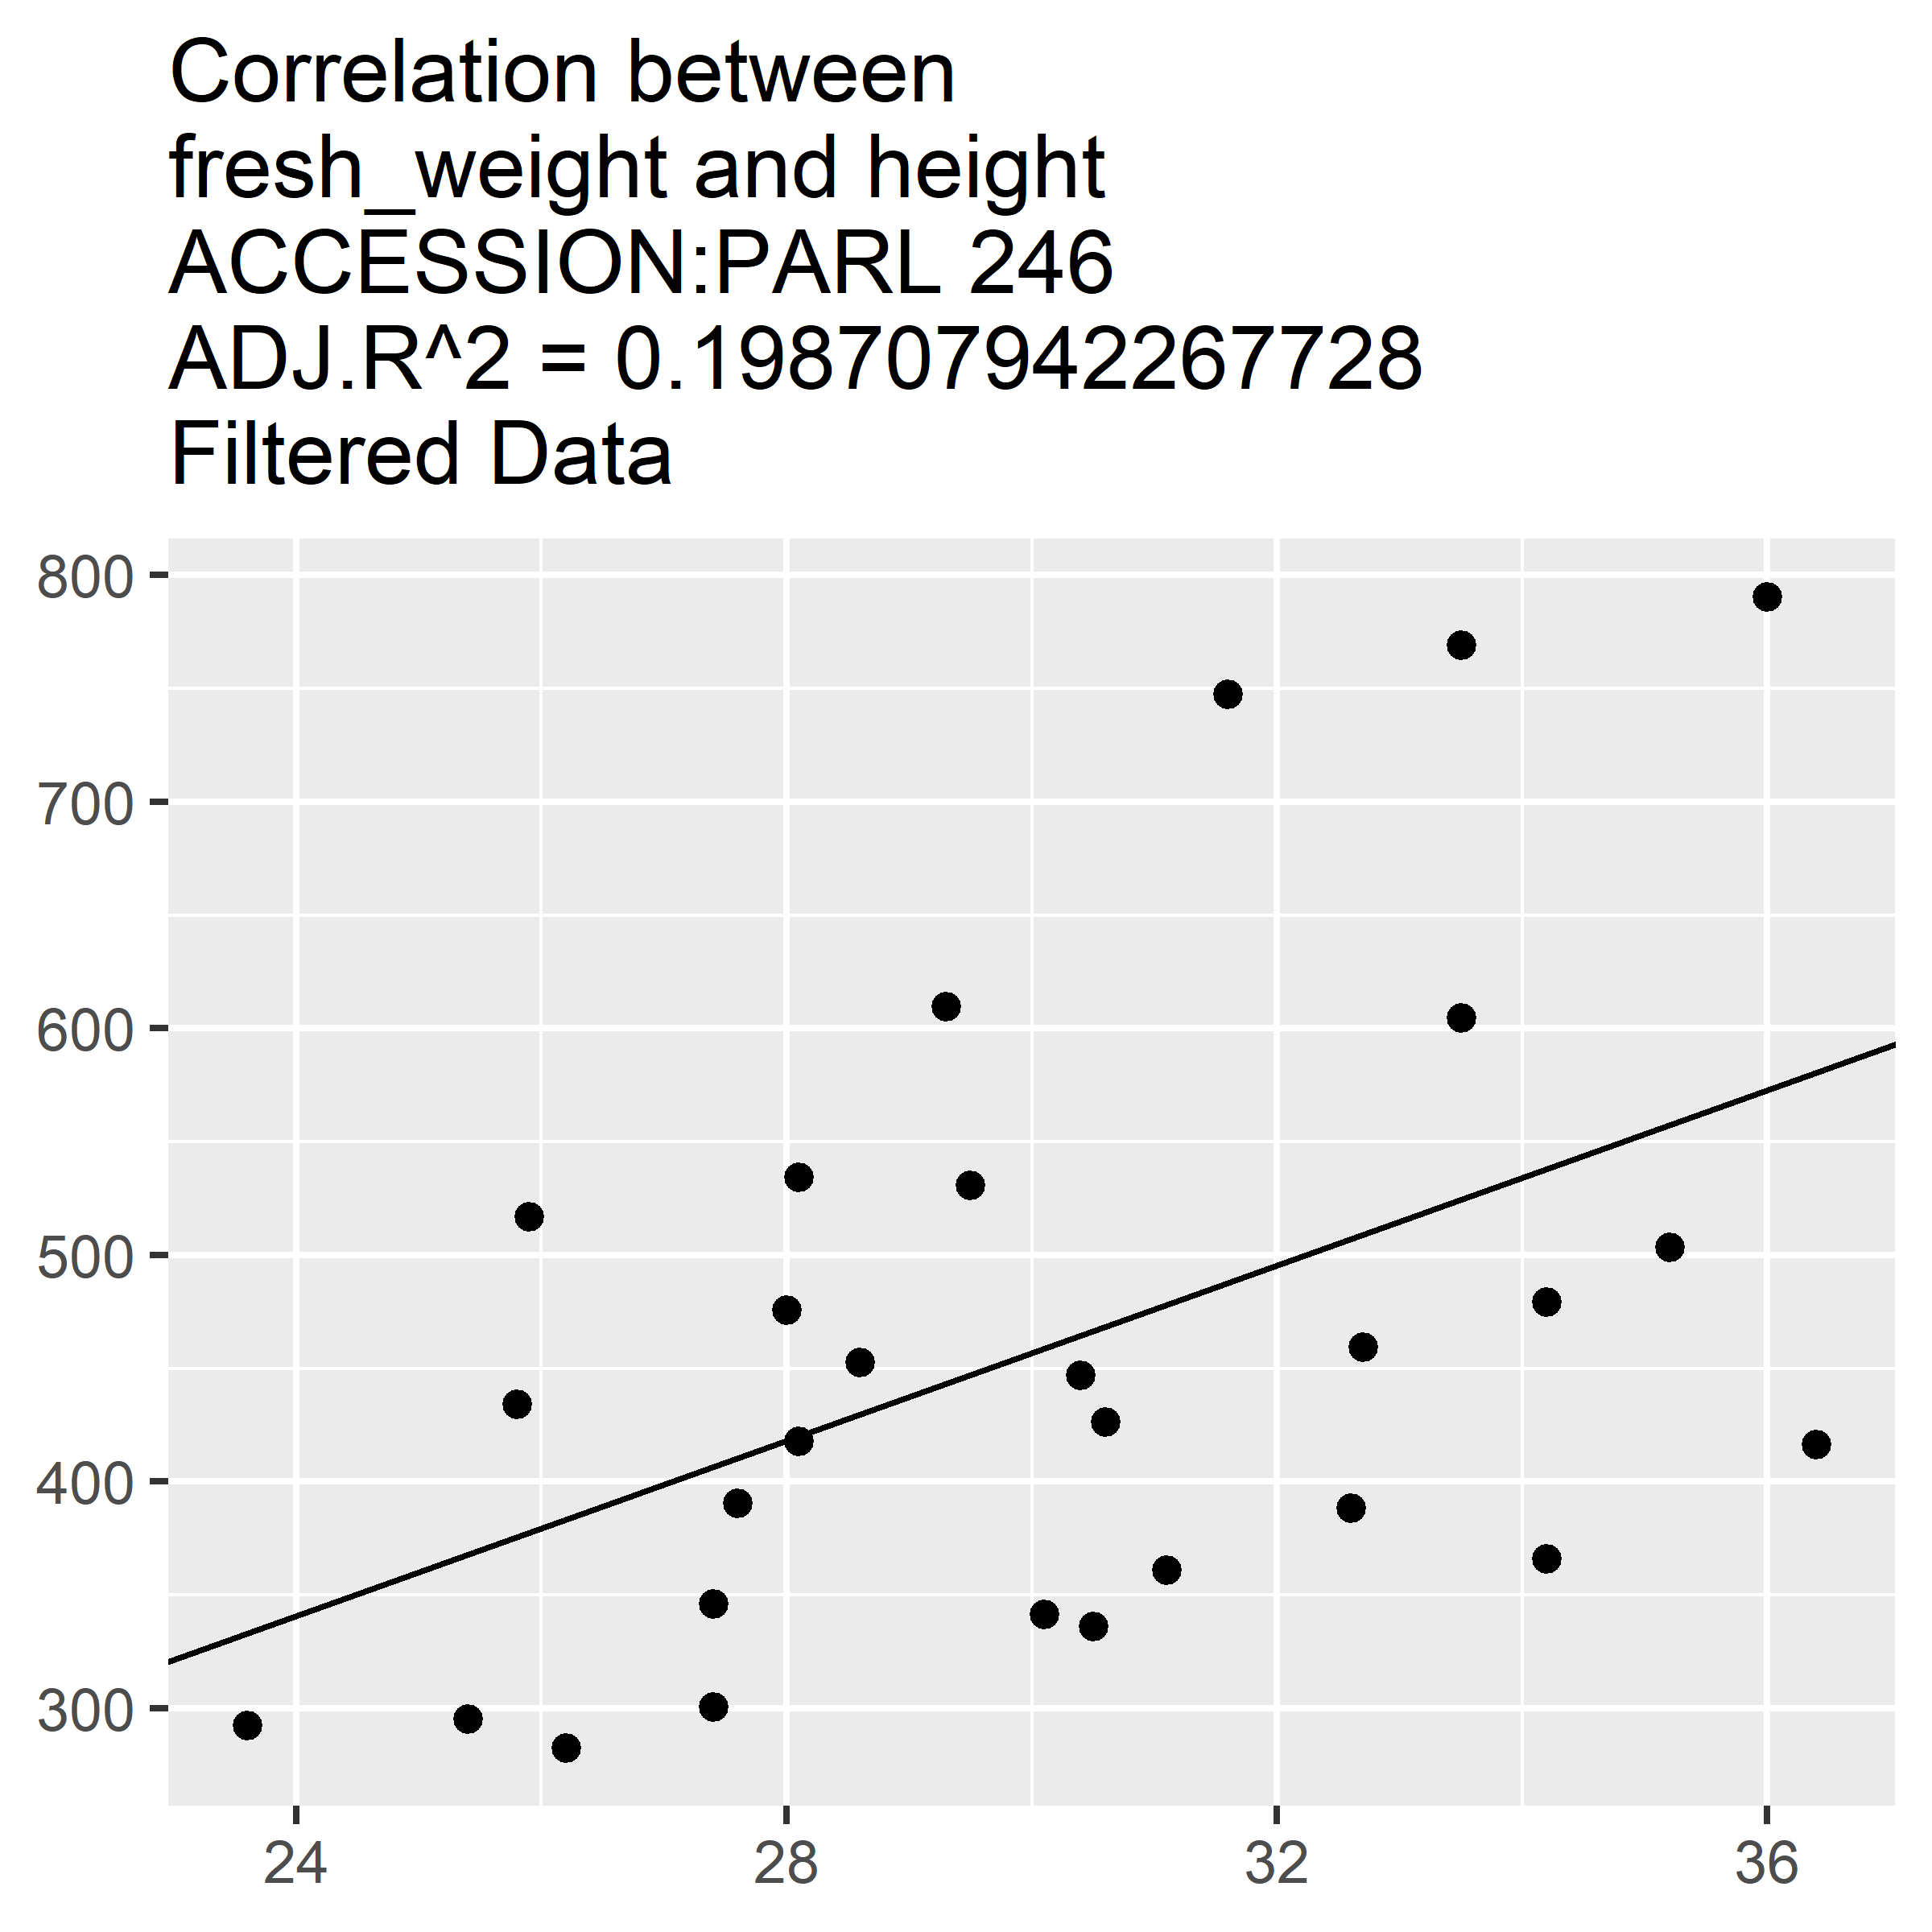 Correlation between
fresh_weight and height
ACCESSION:PARL 246
ADJ.R^2 = 0.198707942267728
Filtered Data
800
700
600
500
400
300
24 28 32 36